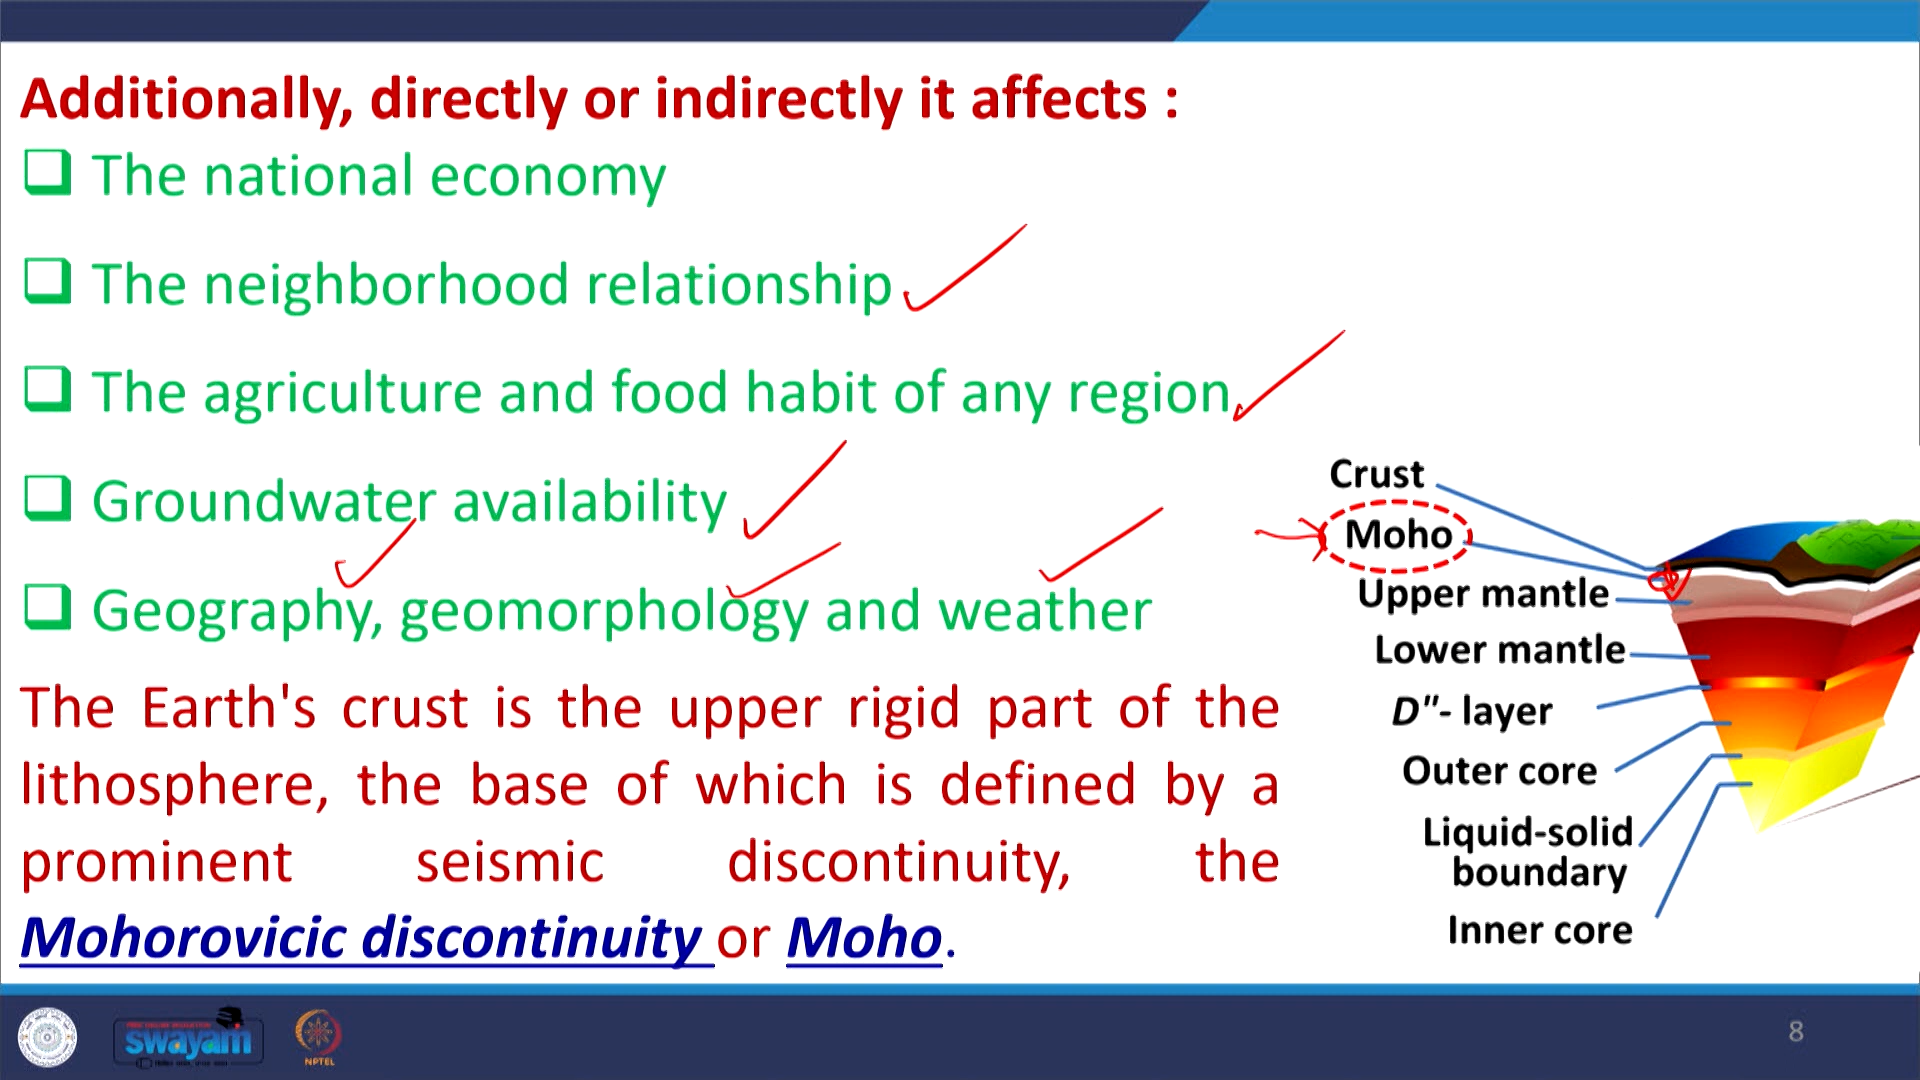 Additionally, directly or indirectly it affects :
The national economy
The neighborhood relationship
The agriculture and food habit of any region
Groundwater availability
Geography, geomorphology and weather
The Earth's crust is the upper rigid part of the
lithosphere, the base of which is defined by a
prominent seismic discontinuity, the
Mohorovicic discontinuity or Moho.
Crust
Moho
Upper mantle
Lower mantle
D"- layer
Outer core
Liquid-solid
boundary
Inner core
swayam
NPTEL
8